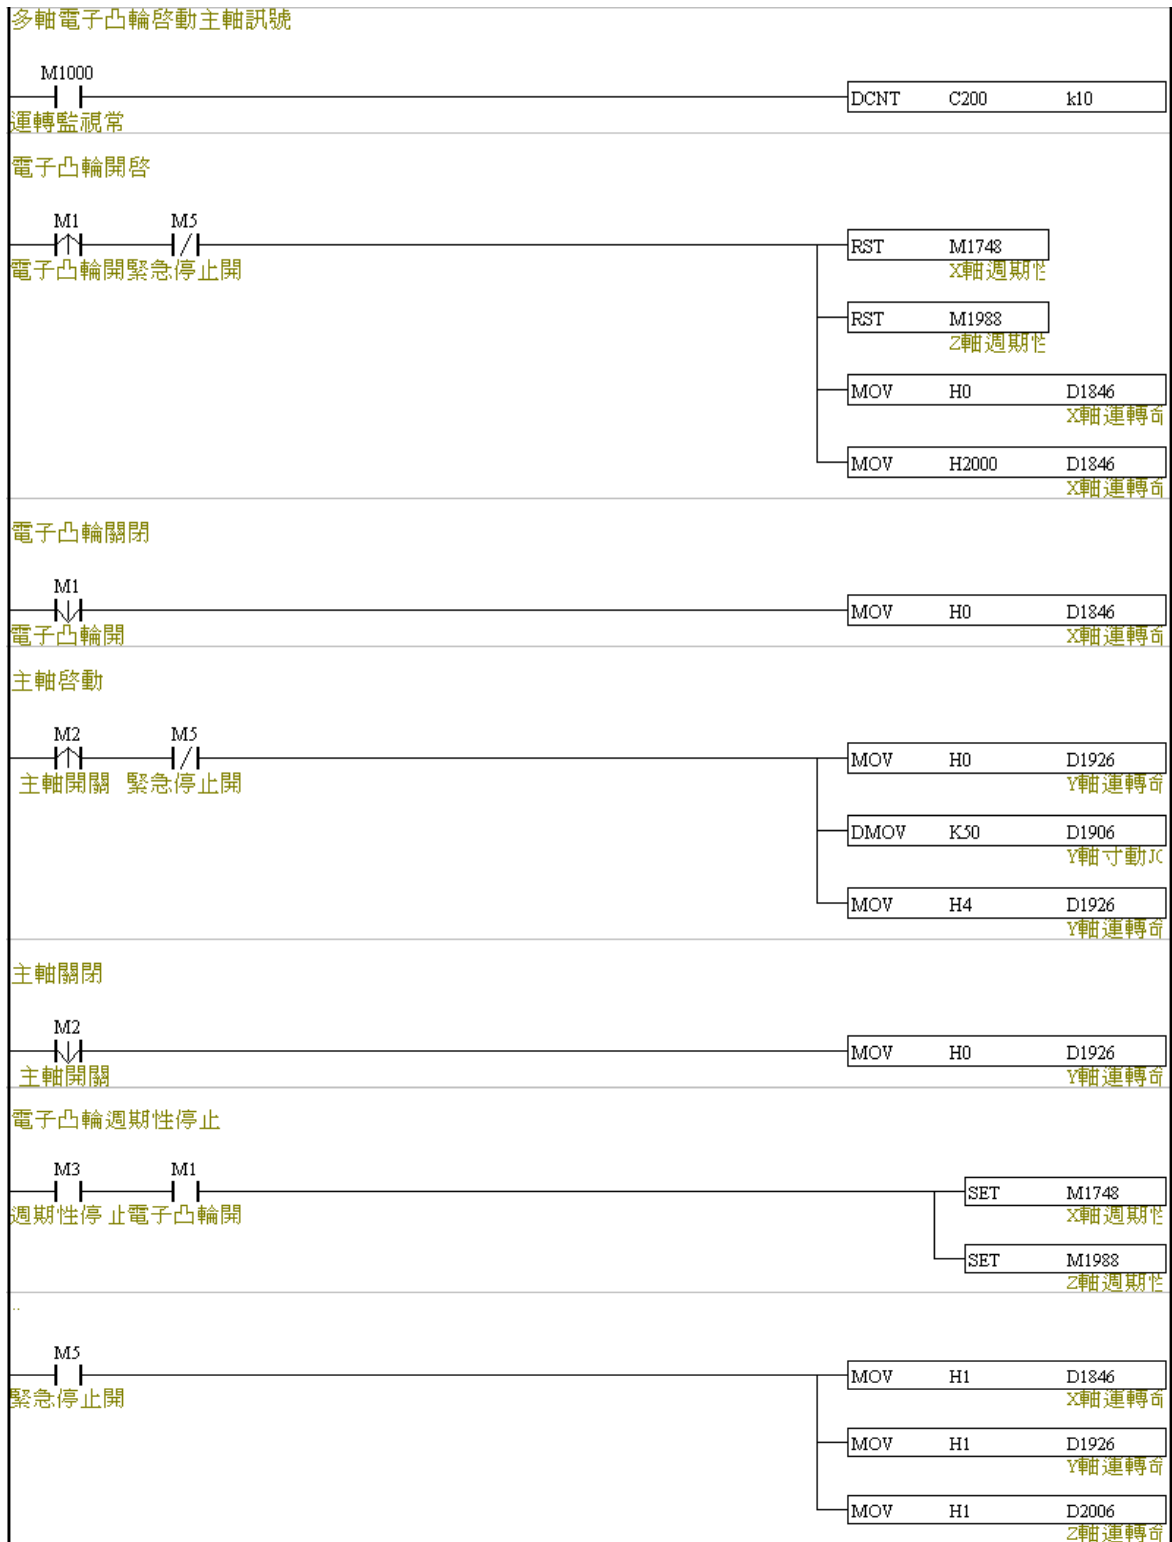 多軸電子凸輪啓動主軸訊號
M1000
DCNT C200 k10
運轉監視常
電子凸輪開啓
M1 M5
RST M1748
電子凸輪開緊急停止開
X軸週期性
RST M1988
Z軸週期性
MOV H0 D1846
X軸運轉命
MOV H2000 D1846
X軸運轉命
電子凸輪關閉
M1
MOV H0 D1846
電子凸輪開 X軸運轉命
主軸啓動
M2 M5
MOV H0 D1926
主軸開關 緊急停止開 Y軸運轉命
DMOV K50 D1906
Y軸寸動JO
MOV H4 D1926
Y軸運轉命
主軸關閉
M2
MOV H0 D1926
主軸開關 Y軸運轉命
電子凸輪週期性停止
M3 M1
SET M1748
週期性停止電子凸輪開 X軸週期性
SET M1988
Z軸週期性
..
M5
MOV H1 D1846
緊急停止開 X軸運轉命
MOV H1 D1926
Y軸運轉命
MOV H1 D2006
Z軸運轉命